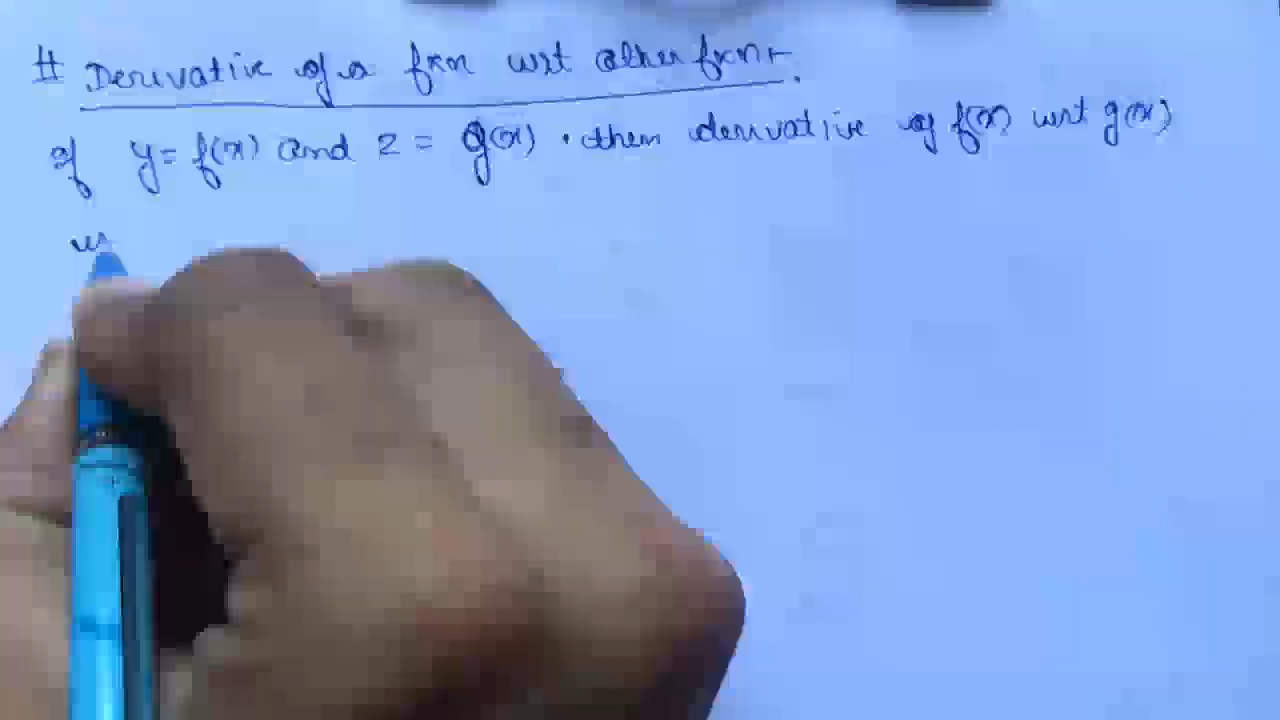 # Derivative of a fxn wrt other fxn.
If y = f(x) and z = g(x) . then derivative of f(x) wrt g(x)